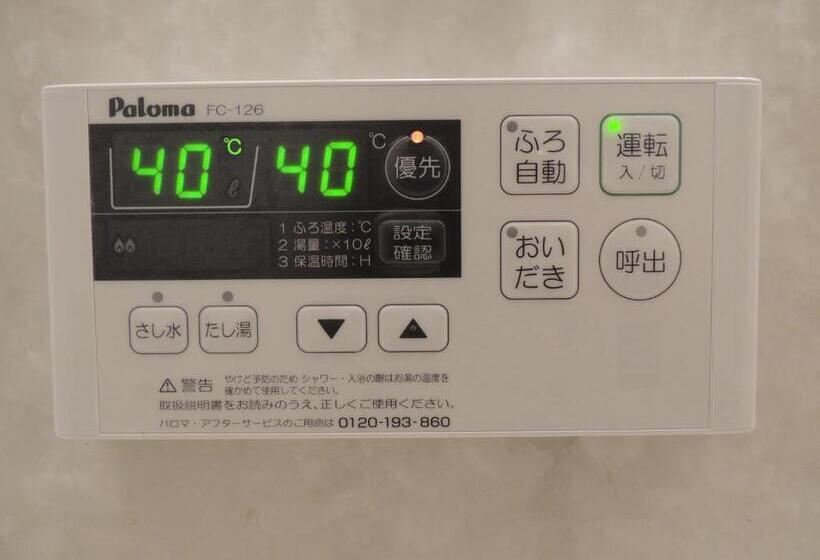 Paloma FC-126
40 ℃ ℓ 40 ℃
優先
1 ふろ温度:℃
2 湯量:×10ℓ
3 保温時間:H
設定
確認
ふろ
自動
運転
入/切
おい
だき
呼出
さし水 たし湯 ▼ ▲
⚠警告 やけど予防のため シャワー・入浴の際はお湯の温度を
確かめて使用してください。
取扱説明書をお読みのうえ、正しくご使用ください。
パロマ・アフターサービスのご用命は 0120-193-860